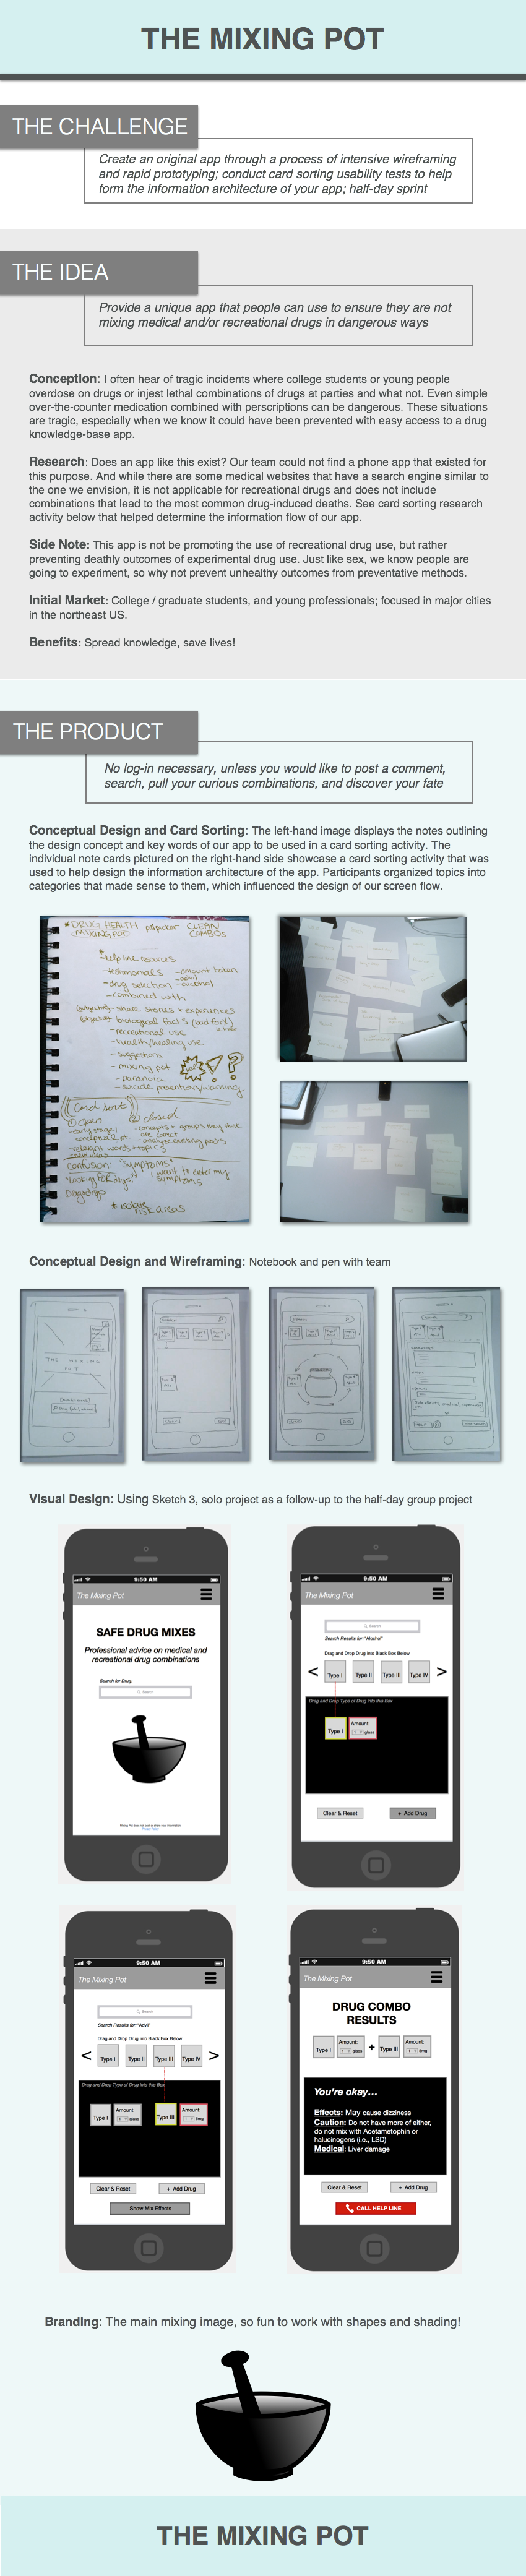 THE MIXING POT
THE CHALLENGE
Create an original app through a process of intensive wireframing
and rapid prototyping; conduct card sorting usability tests to help
form the information architecture of your app; half-day sprint
THE IDEA
Provide a unique app that people can use to ensure they are not
mixing medical and/or recreational drugs in dangerous ways
Conception: I often hear of tragic incidents where college students or young people
overdose on drugs or injest lethal combinations of drugs at parties and what not. Even simple
over-the-counter medication combined with perscriptions can be dangerous. These situations
are tragic, especially when we know it could have been prevented with easy access to a drug
knowledge-base app.
Research: Does an app like this exist? Our team could not find a phone app that existed for
this purpose. And while there are some medical websites that have a search engine similar to
the one we envision, it is not applicable for recreational drugs and does not include
combinations that lead to the most common drug-induced deaths. See card sorting research
activity below that helped determine the information flow of our app.
Side Note: This app is not be promoting the use of recreational drug use, but rather
preventing deathly outcomes of experimental drug use. Just like sex, we know people are
going to experiment, so why not prevent unhealthy outcomes from preventative methods.
Initial Market: College / graduate students, and young professionals; focused in major cities
in the northeast US.
Benefits: Spread knowledge, save lives!
THE PRODUCT
No log-in necessary, unless you would like to post a comment,
search, pull your curious combinations, and discover your fate
Conceptual Design and Card Sorting: The left-hand image displays the notes outlining
the design concept and key words of our app to be used in a card sorting activity. The
individual note cards pictured on the right-hand side showcase a card sorting activity that was
used to help design the information architecture of the app. Participants organized topics into
categories that made sense to them, which influenced the design of our screen flow.
*DRUG HEALTH CLEAN
MIXING POT COMBOS
-help line resources
-testimonials -amount taken
-drug selection -alcohol
-combined with
share stories + experiences
biological facts
-recreational use
-health/healing use
-suggestions
-mixing pot
-paranoia
-suicide prevention/warning
Card sort
① open ② closed
confusion: "symptoms"
*isolate
risk areas
Conceptual Design and Wireframing: Notebook and pen with team
THE MIXING
POT
Visual Design: Using Sketch 3, solo project as a follow-up to the half-day group project
9:50 AM
The Mixing Pot
SAFE DRUG MIXES
Professional advice on medical and
recreational drug combinations
Search for Drug:
Search
Privacy Policy
9:50 AM
The Mixing Pot
Search
Search Results for: "Alcohol"
Drag and Drop Drug into Black Box Below
< Type I Type II Type III Type IV >
Drag and Drop Type of Drug into this Box
Type I Amount:
glass
Clear & Reset + Add Drug
9:50 AM
The Mixing Pot
Search
Search Results for: "Advil"
Drag and Drop Drug into Black Box Below
< Type I Type II Type III Type IV >
Drag and Drop Type of Drug into this Box
Type I Amount: Type III Amount:
glass
Clear & Reset + Add Drug
Show Mix Effects
9:50 AM
The Mixing Pot
DRUG COMBO
RESULTS
Type I Amount: + Type III Amount:
glass
You're okay...
Effects: May cause dizziness
Caution: Do not have more of either,
do not mix with Acetametophin or
halucinogens (i.e., LSD)
Medical: Liver damage
Clear & Reset + Add Drug
CALL HELP LINE
Branding: The main mixing image, so fun to work with shapes and shading!
THE MIXING POT